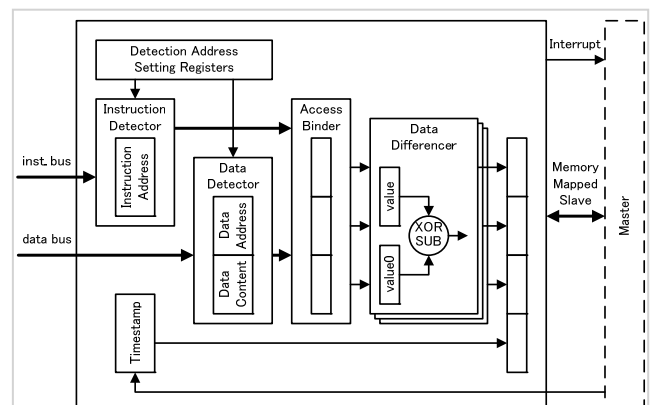 Detection Address
Setting Registers
Interrupt
Instruction
Detector
Access
Binder
Data
Differencer
inst. bus
Instruction
Address
Data
Detector
value
Memory
Mapped
Slave
Master
data bus
Data
Address
XOR
SUB
Data
Content
value0
Timestamp